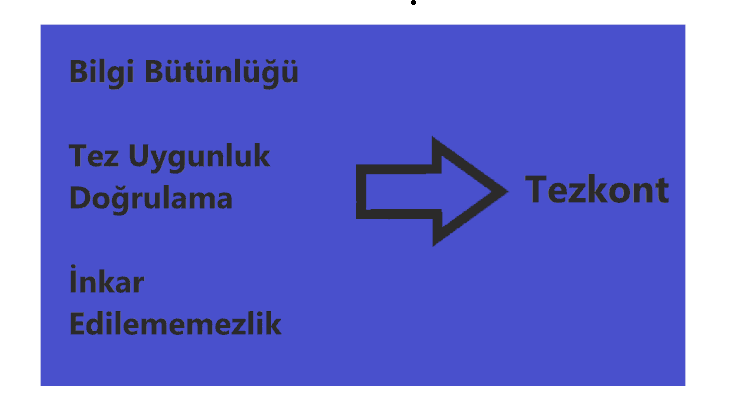 Bilgi Bütünlüğü
Tez Uygunluk
Doğrulama
İnkar
Edilememezlik
Tezkont